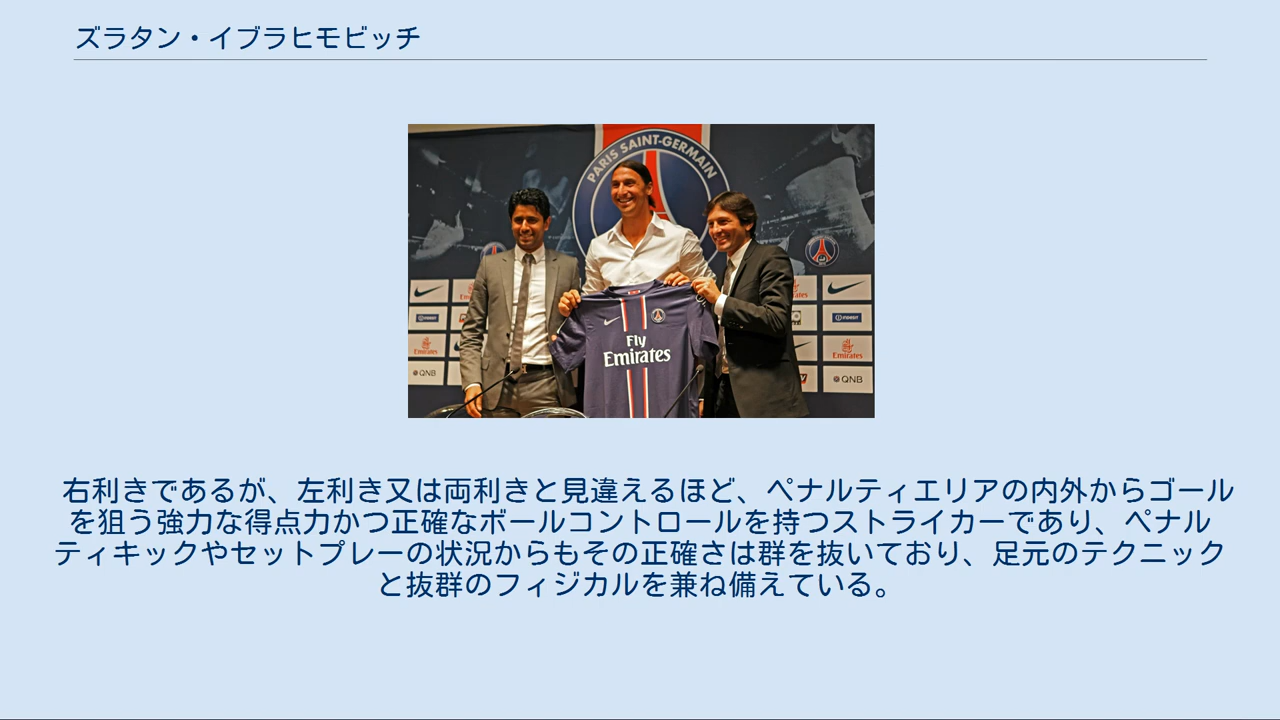 ズラタン・イブラヒモビッチ
PARIS SAINT-GERMAIN
Fly
Emirates
Emirates
QNB
QNB
右利きであるが、左利き又は両利きと見違えるほど、ペナルティエリアの内外からゴール
を狙う強力な得点力かつ正確なボールコントロールを持つストライカーであり、ペナル
ティキックやセットプレーの状況からもその正確さは群を抜いており、足元のテクニック
と抜群のフィジカルを兼ね備えている。